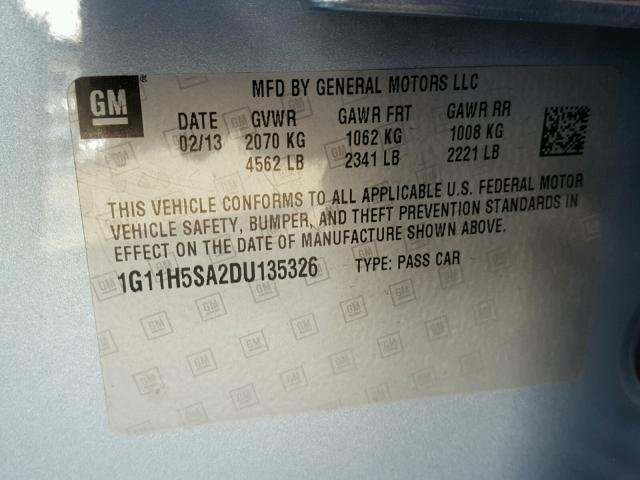 GM
MFD BY GENERAL MOTORS LLC
DATE GVWR GAWR FRT GAWR RR
02/13 2070 KG 1062 KG 1008 KG
4562 LB 2341 LB 2221 LB
THIS VEHICLE CONFORMS TO ALL APPLICABLE U.S. FEDERAL MOTOR
VEHICLE SAFETY, BUMPER, AND THEFT PREVENTION STANDARDS IN
EFFECT ON THE DATE OF MANUFACTURE SHOWN ABOVE.
1G11H5SA2DU135326 TYPE: PASS CAR